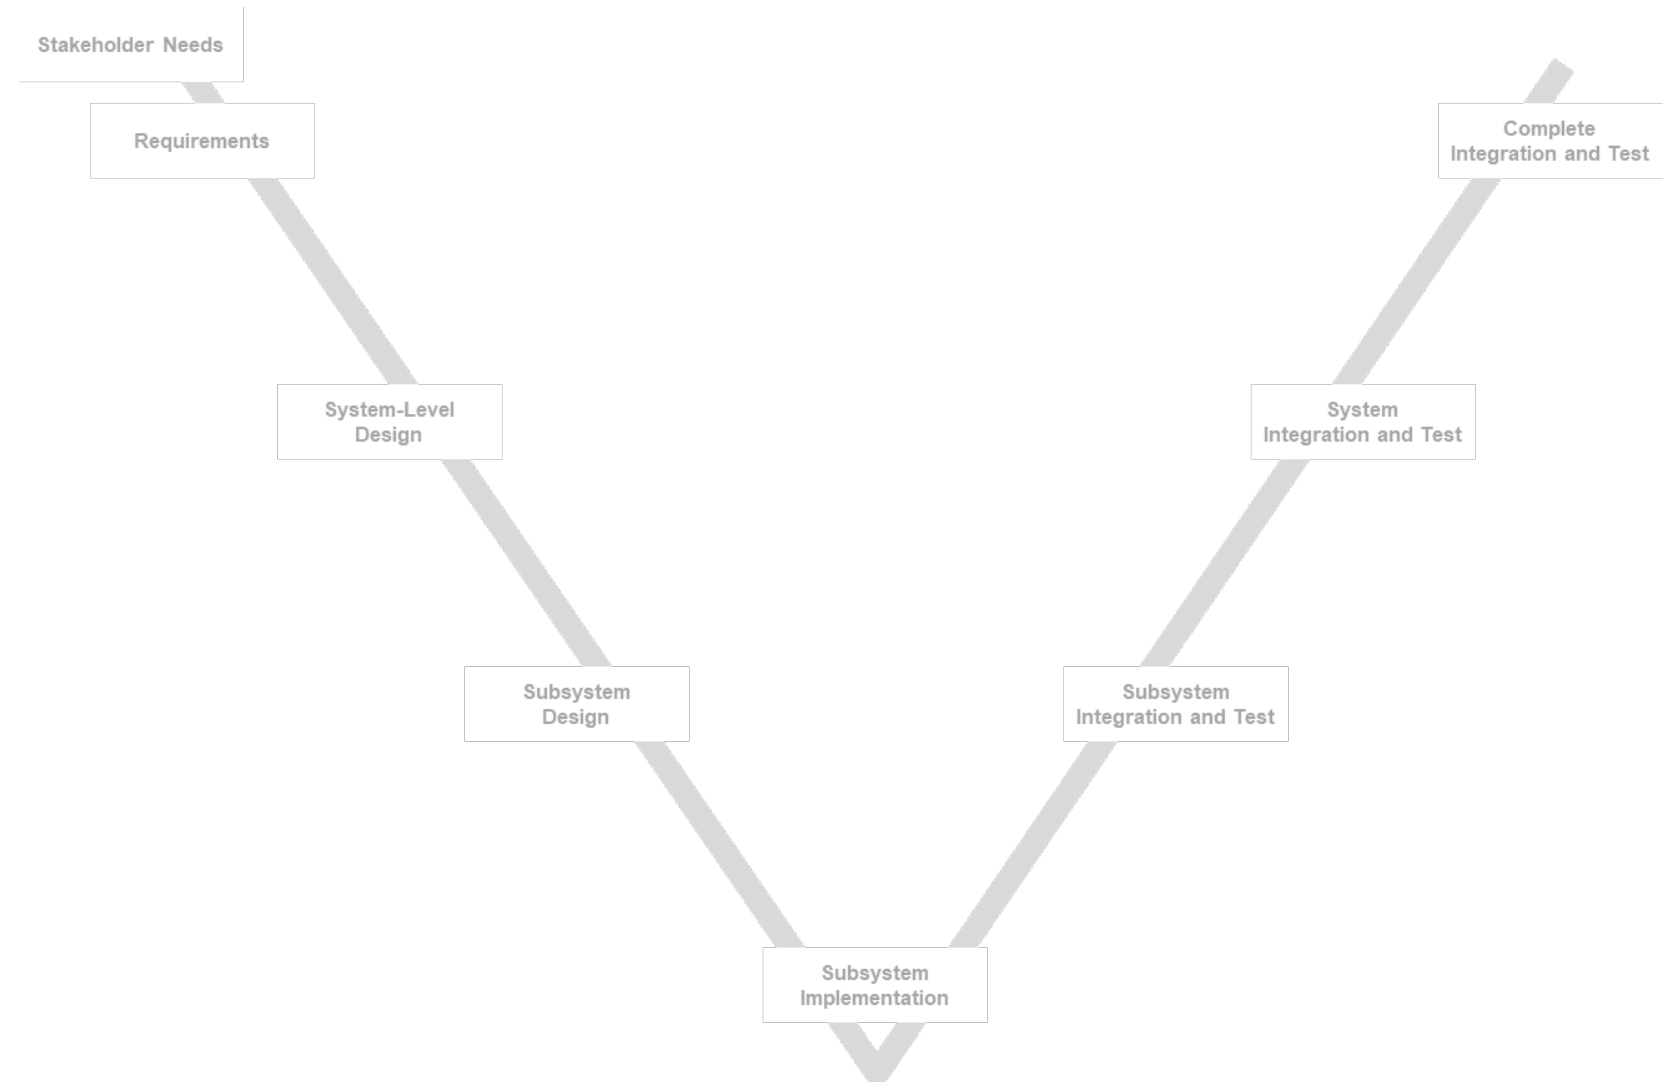 Stakeholder Needs
Requirements
Complete
Integration and Test
System-Level
Design
System
Integration and Test
Subsystem
Design
Subsystem
Integration and Test
Subsystem
Implementation